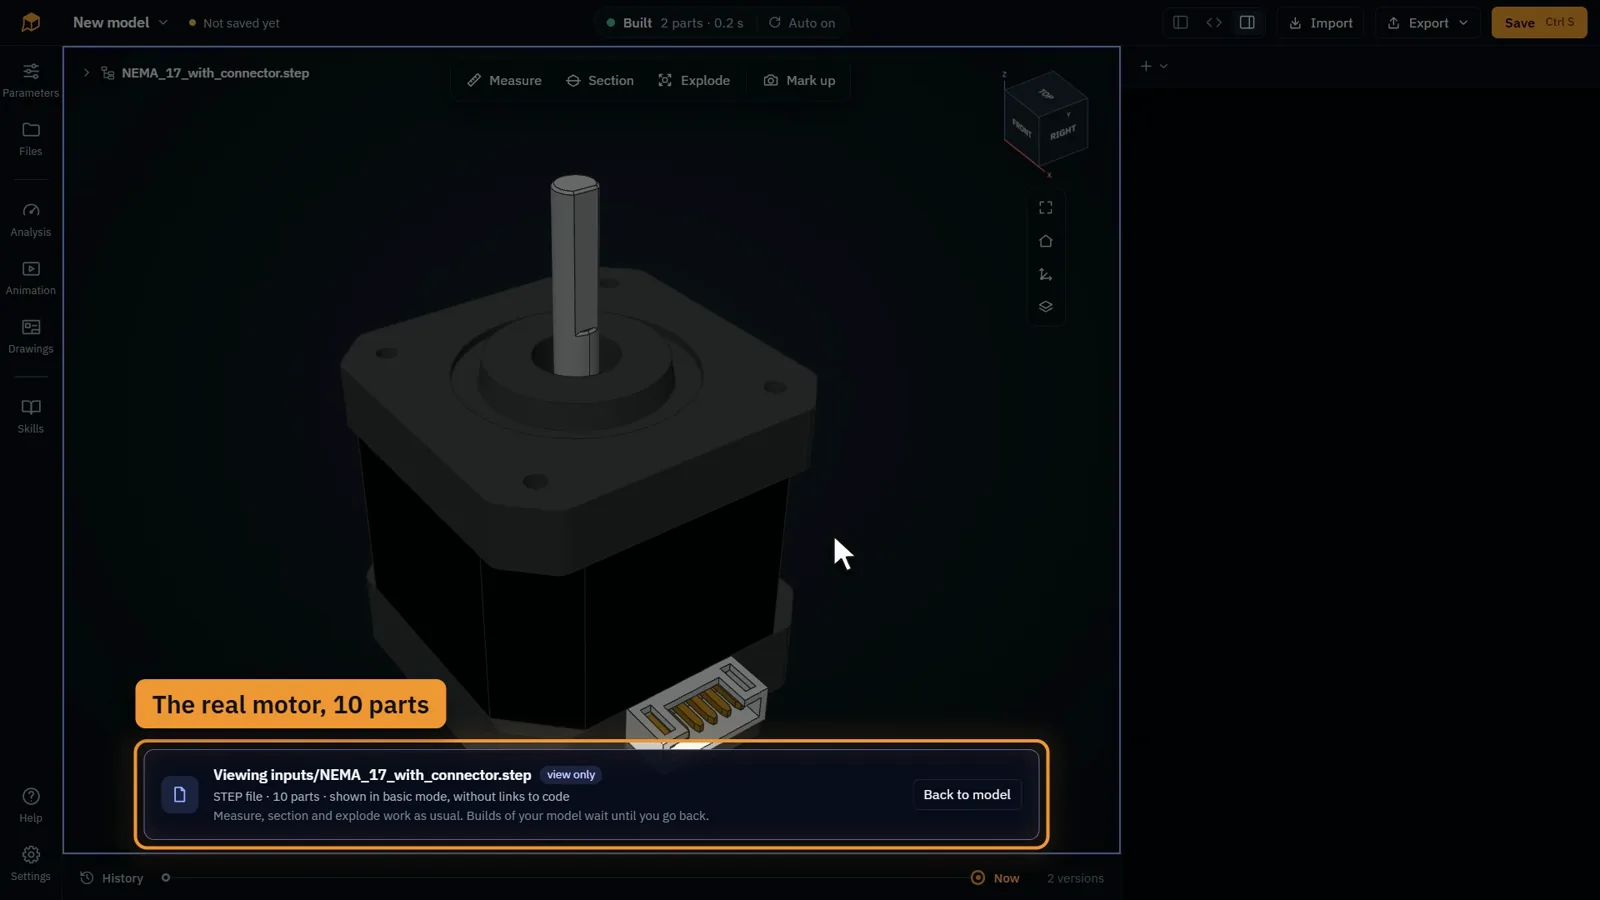 New model
Not saved yet
Built 2 parts · 0.2 s
Auto on
Import
Export
Save Ctrl S
Parameters
Files
Analysis
Animation
Drawings
Skills
Help
Settings
NEMA_17_with_connector.step
Measure
Section
Explode
Mark up
Z
TOP
FRONT
Y
RIGHT
X
The real motor, 10 parts
Viewing inputs/NEMA_17_with_connector.step view only
STEP file · 10 parts · shown in basic mode, without links to code
Measure, section and explode work as usual. Builds of your model wait until you go back.
Back to model
History
Now
2 versions